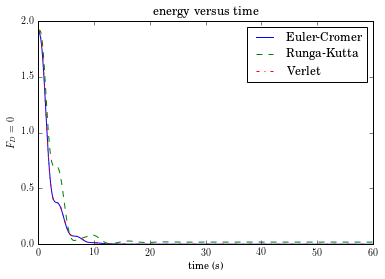 energy versus time
2.0
1.5
1.0
0.5
0.0
F_D = 0
Euler-Cromer
Runga-Kutta
Verlet
0 10 20 30 40 50 60
time (s)